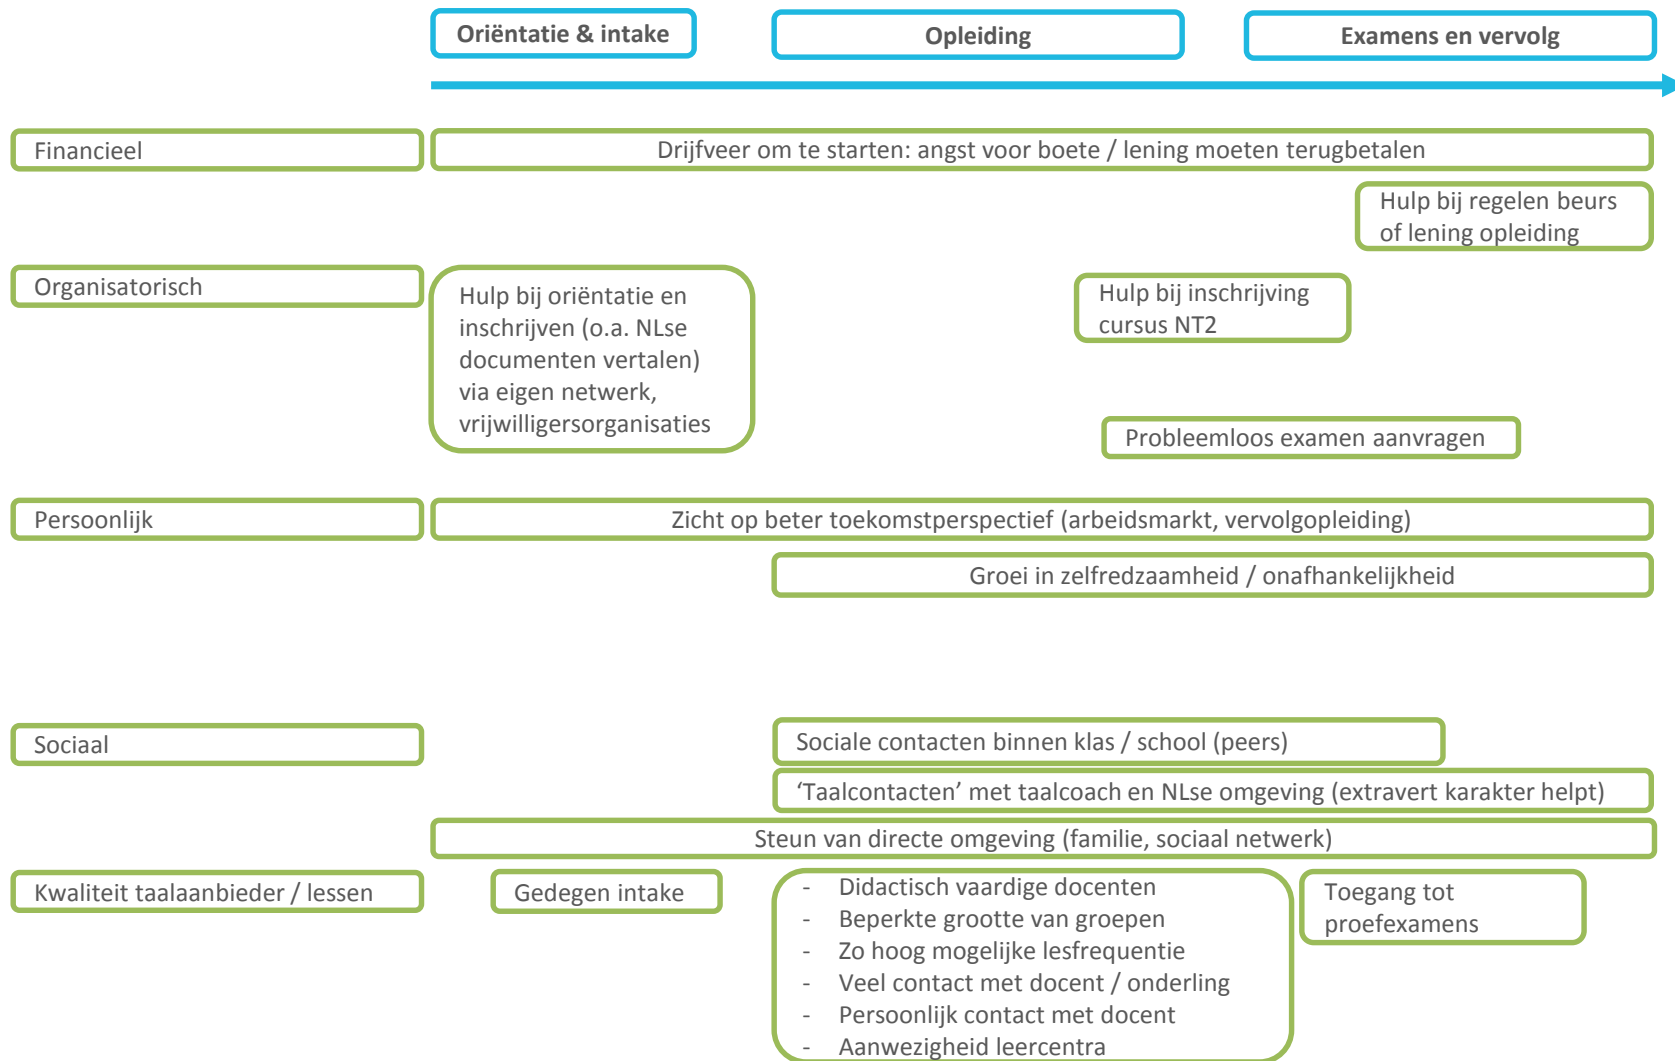 Oriëntatie & intake
Opleiding
Examens en vervolg
Financieel
Drijfveer om te starten: angst voor boete / lening moeten terugbetalen
Hulp bij regelen beurs
of lening opleiding
Organisatorisch
Hulp bij oriëntatie en
inschrijven (o.a. NLse
documenten vertalen)
via eigen netwerk,
vrijwilligersorganisaties
Hulp bij inschrijving
cursus NT2
Probleemloos examen aanvragen
Persoonlijk
Zicht op beter toekomstperspectief (arbeidsmarkt, vervolgopleiding)
Groei in zelfredzaamheid / onafhankelijkheid
Sociaal
Sociale contacten binnen klas / school (peers)
‘Taalcontacten’ met taalcoach en NLse omgeving (extravert karakter helpt)
Steun van directe omgeving (familie, sociaal netwerk)
Kwaliteit taalaanbieder / lessen
Gedegen intake
- Didactisch vaardige docenten
- Beperkte grootte van groepen
- Zo hoog mogelijke lesfrequentie
- Veel contact met docent / onderling
- Persoonlijk contact met docent
- Aanwezigheid leercentra
Toegang tot
proefexamens